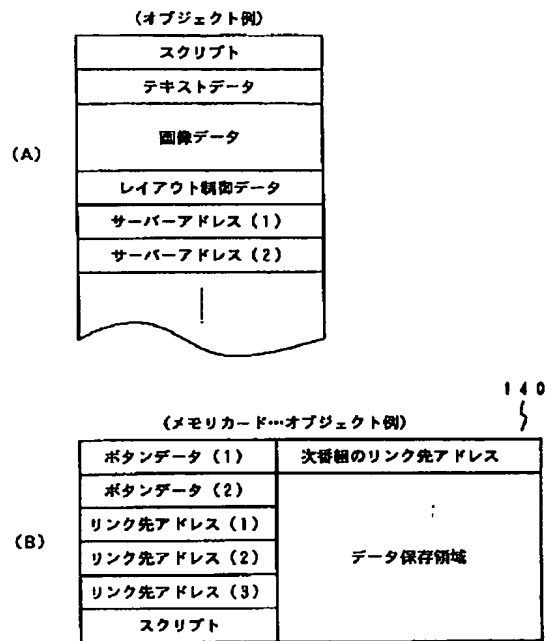 (オブジェクト例)
スクリプト
テキストデータ
画像データ
(A)
レイアウト制御データ
サーバーアドレス(1)
サーバーアドレス(2)
140
(メモリカード…オブジェクト例)
ボタンデータ(1) 次番組のリンク先アドレス
ボタンデータ(2)
リンク先アドレス(1)
(B)
リンク先アドレス(2) データ保存領域
リンク先アドレス(3)
スクリプト